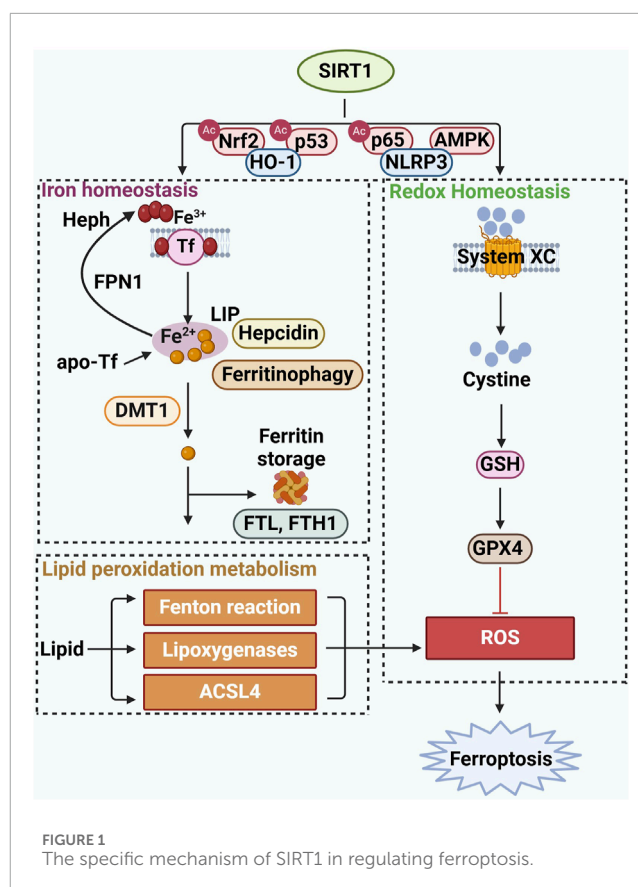 SIRT1
Ac
Nrf2
Ac
p53
Ac
p65
AMPK
HO-1
NLRP3
Iron homeostasis
Heph
Fe³⁺
Tf
FPN1
LIP
Fe²⁺
Hepcidin
apo-Tf
Ferritinophagy
DMT1
Ferritin
storage
FTL, FTH1
Redox Homeostasis
System XC
Cystine
GSH
GPX4
ROS
Ferroptosis
Lipid peroxidation metabolism
Lipid
Fenton reaction
Lipoxygenases
ACSL4
FIGURE 1
The specific mechanism of SIRT1 in regulating ferroptosis.